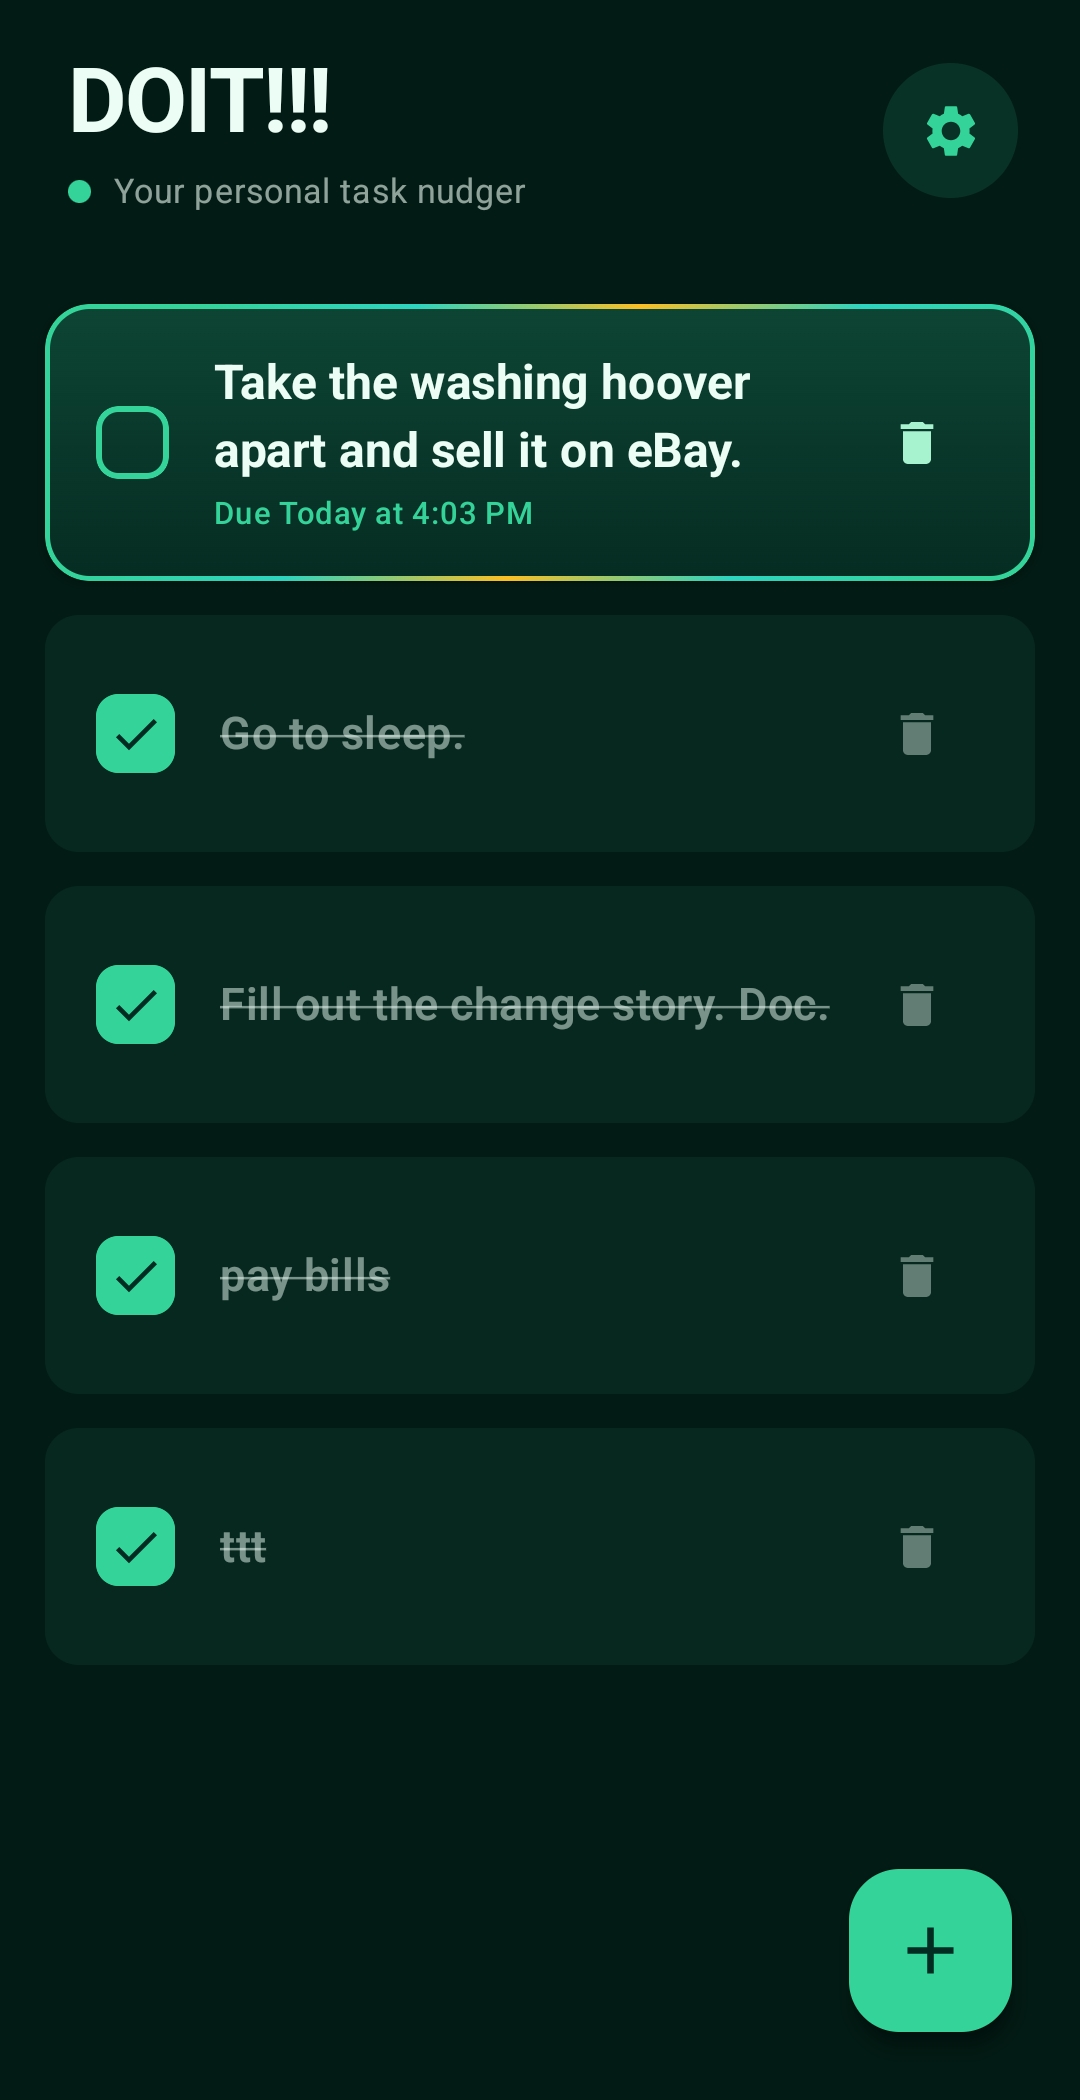 DOIT!!!
Your personal task nudger
Take the washing hoover
apart and sell it on eBay.
Due Today at 4:03 PM
Go to sleep.
Fill out the change story. Doc.
pay bills
ttt